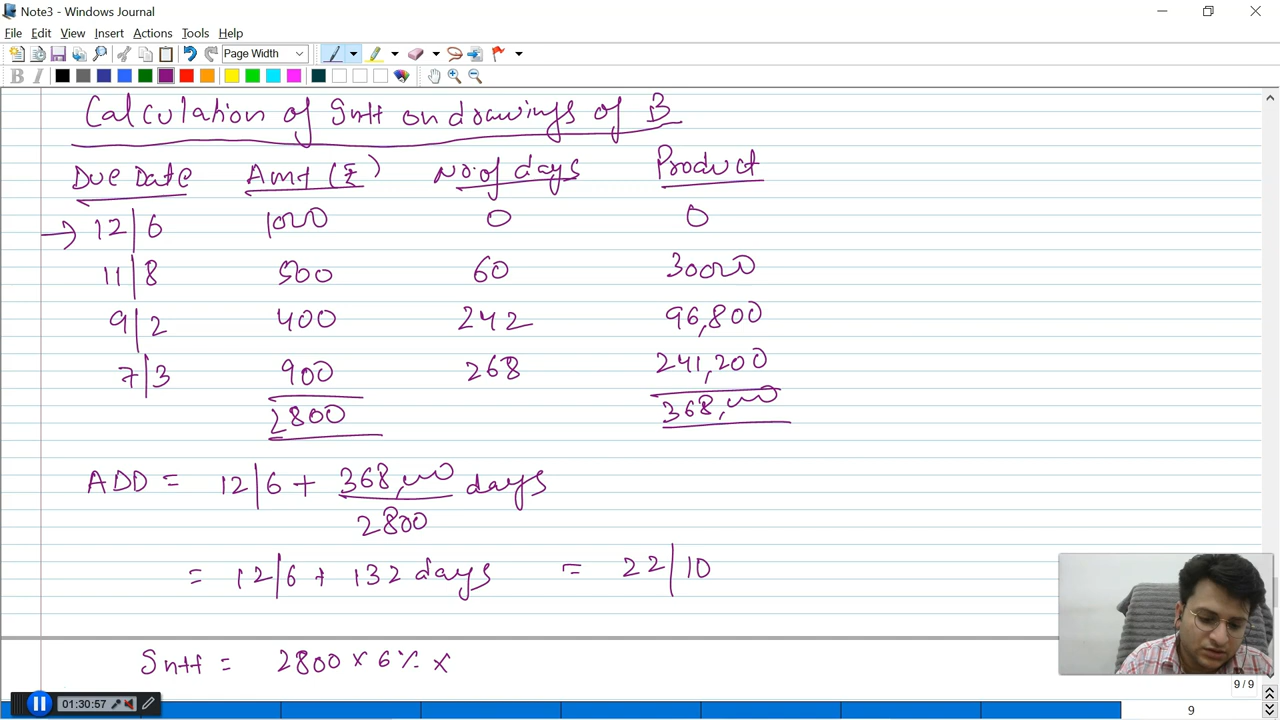 Note3 - Windows Journal
File Edit View Insert Actions Tools Help
Page Width
B I
Calculation of Intt on drawings of B
Due Date Amt (₹) No. of days Product
→ 12|6 1000 0 0
11|8 500 60 30000
9|2 400 242 96,800
7|3 900 268 241,200
2800 368,000
ADD = 12|6 + 368,000 days
2800
= 12|6 + 132 days = 22|10
Intt = 2800 × 6% ×
9 / 9
01:30:57
9